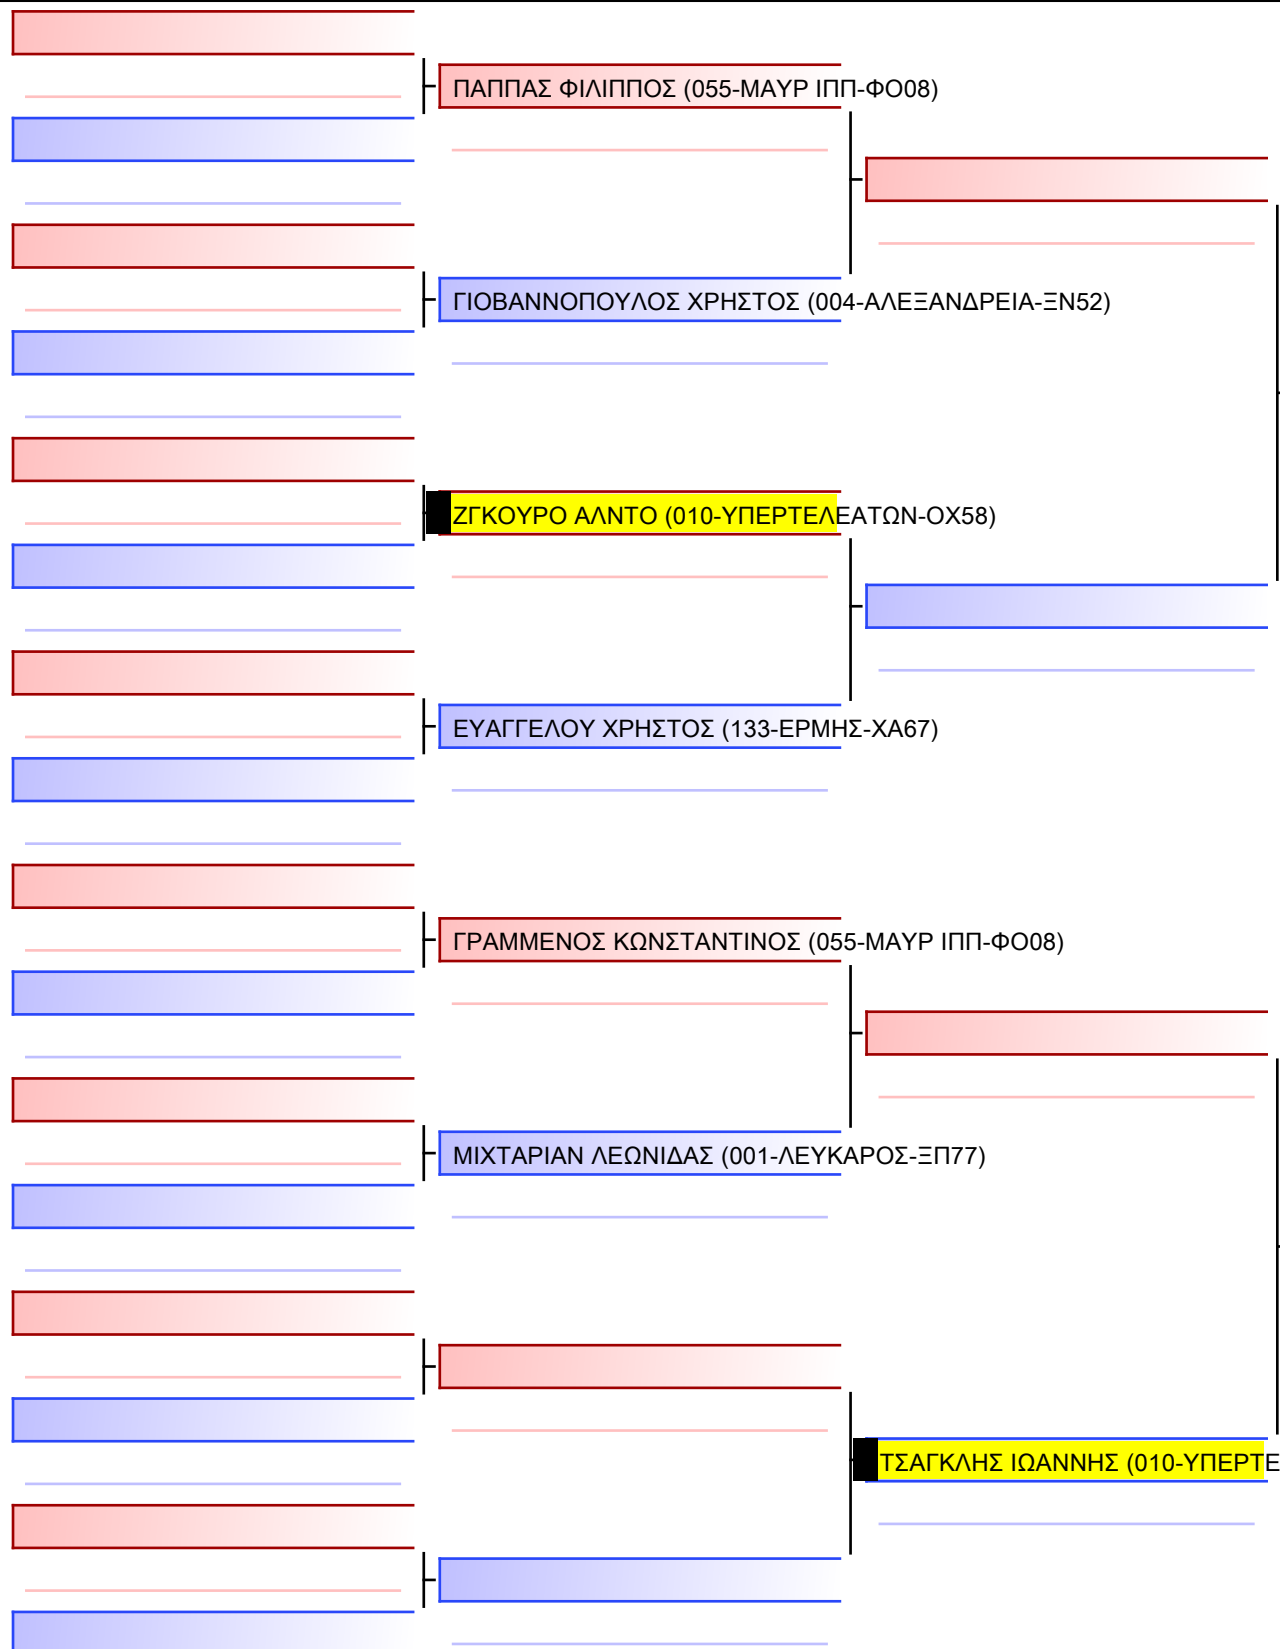 ΠΑΠΠΑΣ ΦΙΛΙΠΠΟΣ (055-ΜΑΥΡ ΙΠΠ-ΦΟ08)
ΓΙΟΒΑΝΝΟΠΟΥΛΟΣ ΧΡΗΣΤΟΣ (004-ΑΛΕΞΑΝΔΡΕΙΑ-ΞΝ52)
ΖΓΚΟΥΡΟ ΑΛΝΤΟ (010-ΥΠΕΡΤΕΛΕΑΤΩΝ-ΟΧ58)
ΕΥΑΓΓΕΛΟΥ ΧΡΗΣΤΟΣ (133-ΕΡΜΗΣ-ΧΑ67)
ΓΡΑΜΜΕΝΟΣ ΚΩΝΣΤΑΝΤΙΝΟΣ (055-ΜΑΥΡ ΙΠΠ-ΦΟ08)
ΜΙΧΤΑΡΙΑΝ ΛΕΩΝΙΔΑΣ (001-ΛΕΥΚΑΡΟΣ-ΞΠ77)
ΤΣΑΓΚΛΗΣ ΙΩΑΝΝΗΣ (010-ΥΠΕΡΤΕ